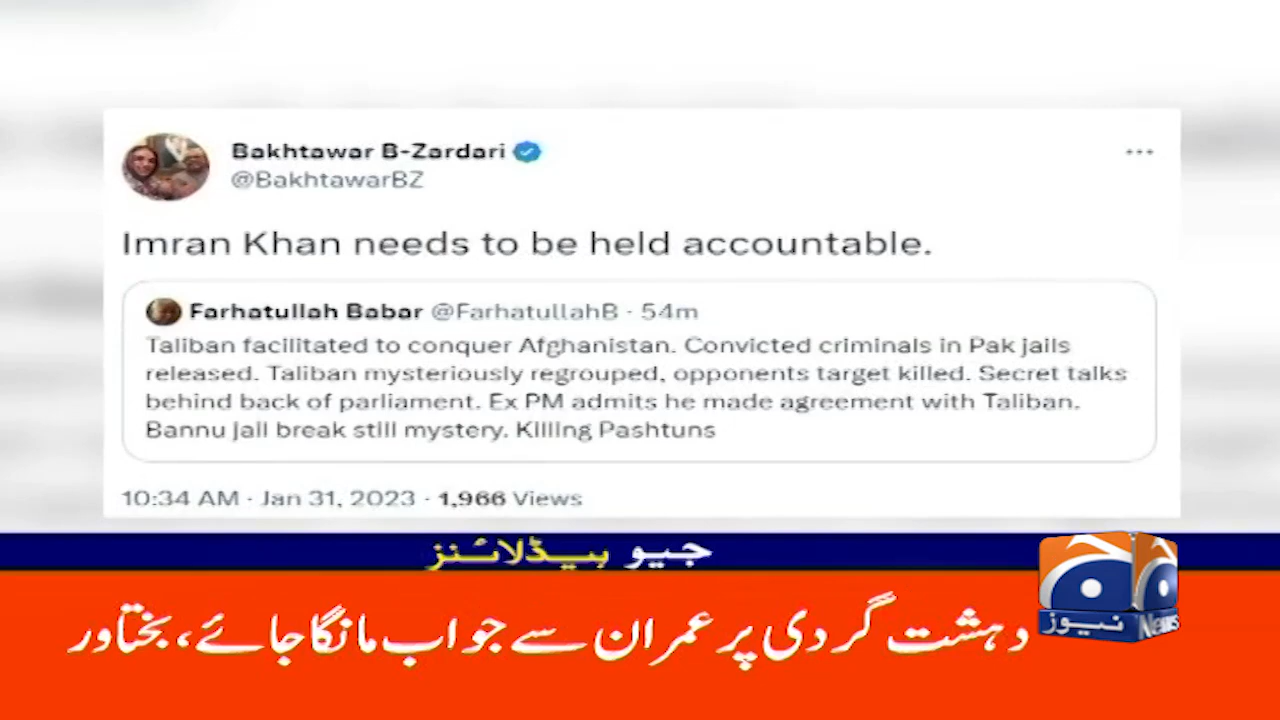 Bakhtawar B-Zardari
@BakhtawarBZ
Imran Khan needs to be held accountable.
Farhatullah Babar @FarhatullahB · 54m
Taliban facilitated to conquer Afghanistan. Convicted criminals in Pak jails
released. Taliban mysteriously regrouped, opponents target killed. Secret talks
behind back of parliament. Ex PM admits he made agreement with Taliban.
Bannu jail break still mystery. Killing Pashtuns
10:34 AM · Jan 31, 2023 · 1,966 Views
جیو ہیڈلائنز
دہشت گردی پر عمران سے جواب مانگا جائے، بختاور
نیوز News